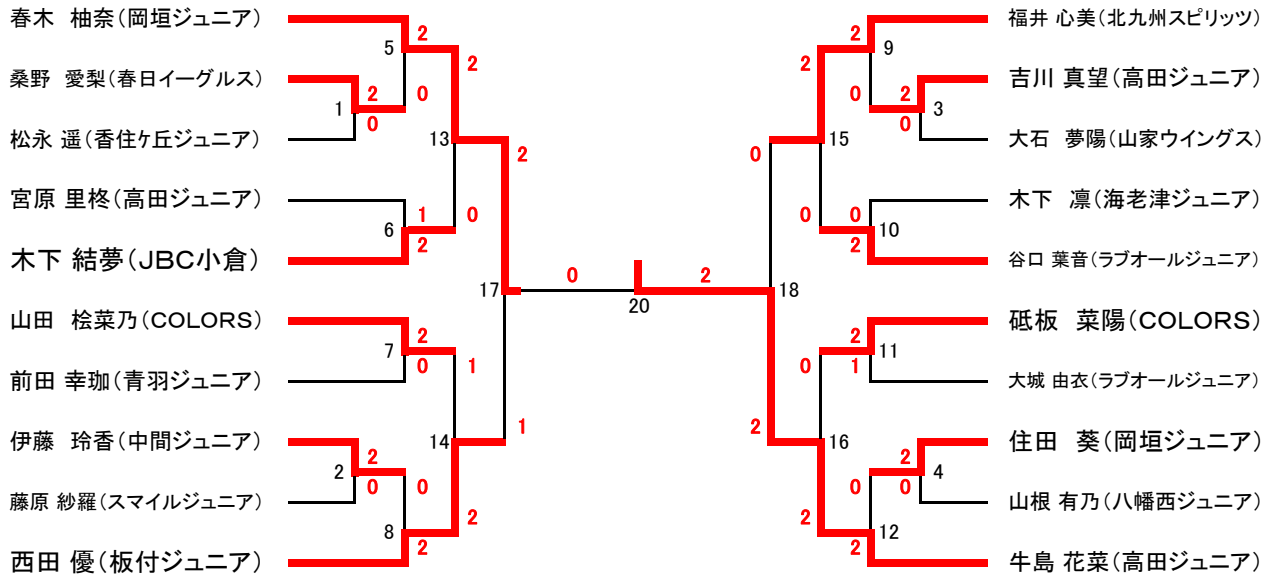 春木　柚奈（岡垣ジュニア）
2
5
2
桑野　愛梨（春日イーグルス）
2
0
1
0
松永 遥（香住ケ丘ジュニア）
13
2
宮原 里柊（高田ジュニア）
1
0
6
2
木下 結夢（JBC小倉）
17
0
山田　桧菜乃（COLORS）
2
7
0
1
前田 幸珈（青羽ジュニア）
1
伊藤　玲香（中間ジュニア）
14
2
2
0
0
藤原 紗羅（スマイルジュニア）
2
8
2
西田 優（板付ジュニア）
20
福井 心美（北九州スピリッツ）
2
9
2
吉川 真望（高田ジュニア）
0
2
3
0
大石　夢陽（山家ウイングス）
15
0
木下　凛（海老津ジュニア）
0
0
10
2
谷口 葉音（ラブオールジュニア）
2
18
砥板　菜陽（COLORS）
2
11
0
1
大城 由衣（ラブオールジュニア）
2
16
住田　葵（岡垣ジュニア）
2
4
0
0
山根 有乃（八幡西ジュニア）
2
12
2
牛島 花菜（高田ジュニア）